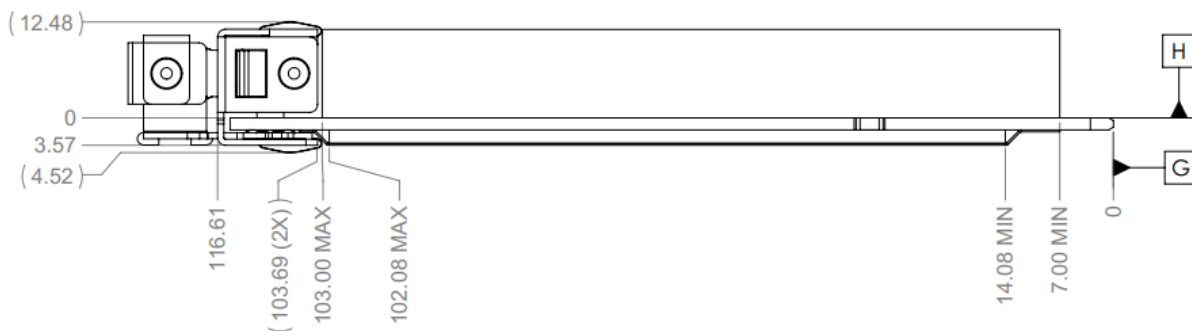 ( 12.48 )
H
0
3.57
( 4.52 )
G
116.61
( 103.69 (2X) )
103.00 MAX
102.08 MAX
14.08 MIN
7.00 MIN
0